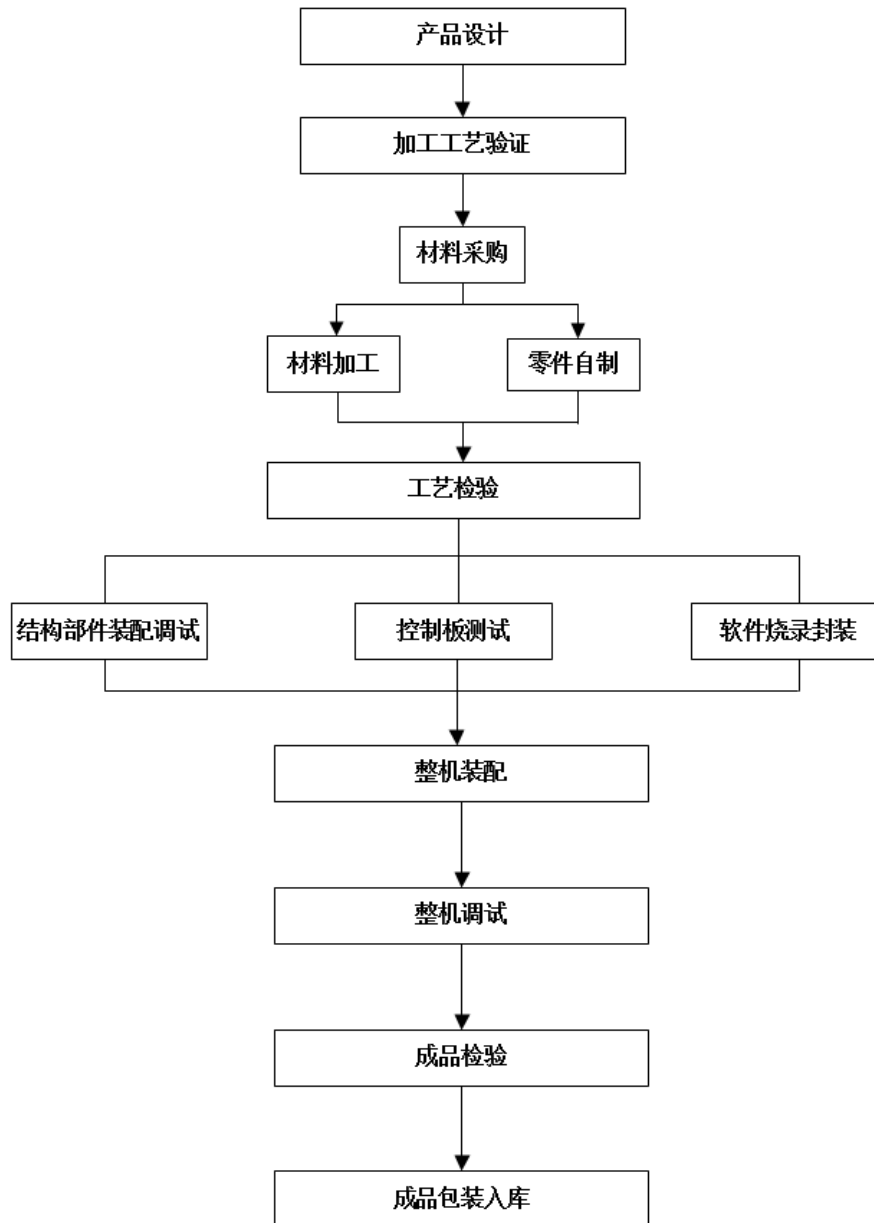 产品设计
加工工艺验证
材料采购
材料加工
零件自制
工艺检验
结构部件装配调试
控制板测试
软件烧录封装
整机装配
整机调试
成品检验
成品包装入库